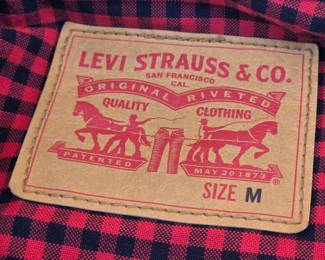 LEVI STRAUSS & CO.
SAN FRANCISCO
CAL.
ORIGINAL RIVETED
QUALITY CLOTHING
PATENTED MAY 20 1873 ®
SIZE M